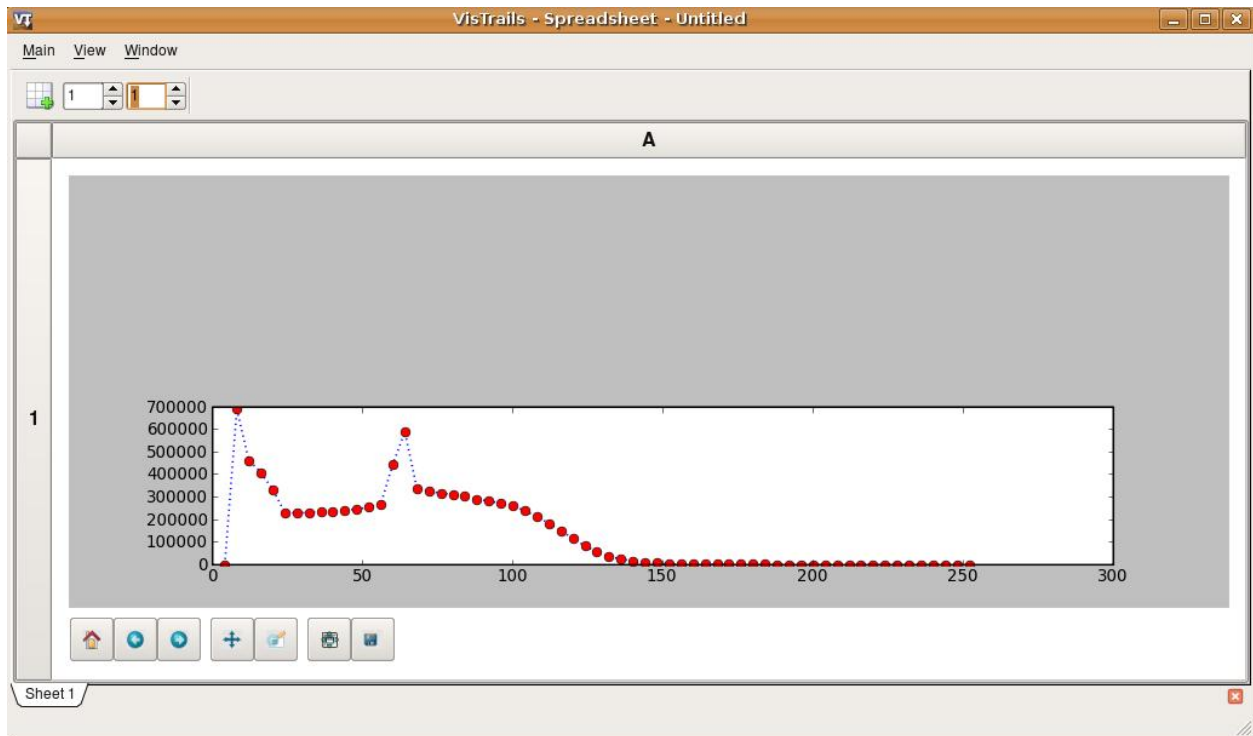 VisTrails - Spreadsheet - Untitled
Main View Window
1 1
A
1
700000
600000
500000
400000
300000
200000
100000
0
0 50 100 150 200 250 300
Sheet 1